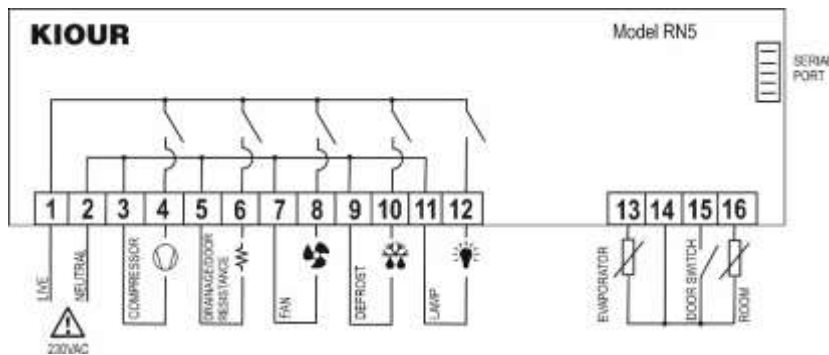 KIOUR
Model RN5
SERIAL
PORT
1 2 3 4 5 6 7 8 9 10 11 12
13 14 15 16
LIVE
NEUTRAL
COMPRESSOR
DRAINAGE/DOOR
RESISTANCE
FAN
DEFROST
LAMP
EVAPORATOR
DOOR SWITCH
ROOM
230VAC